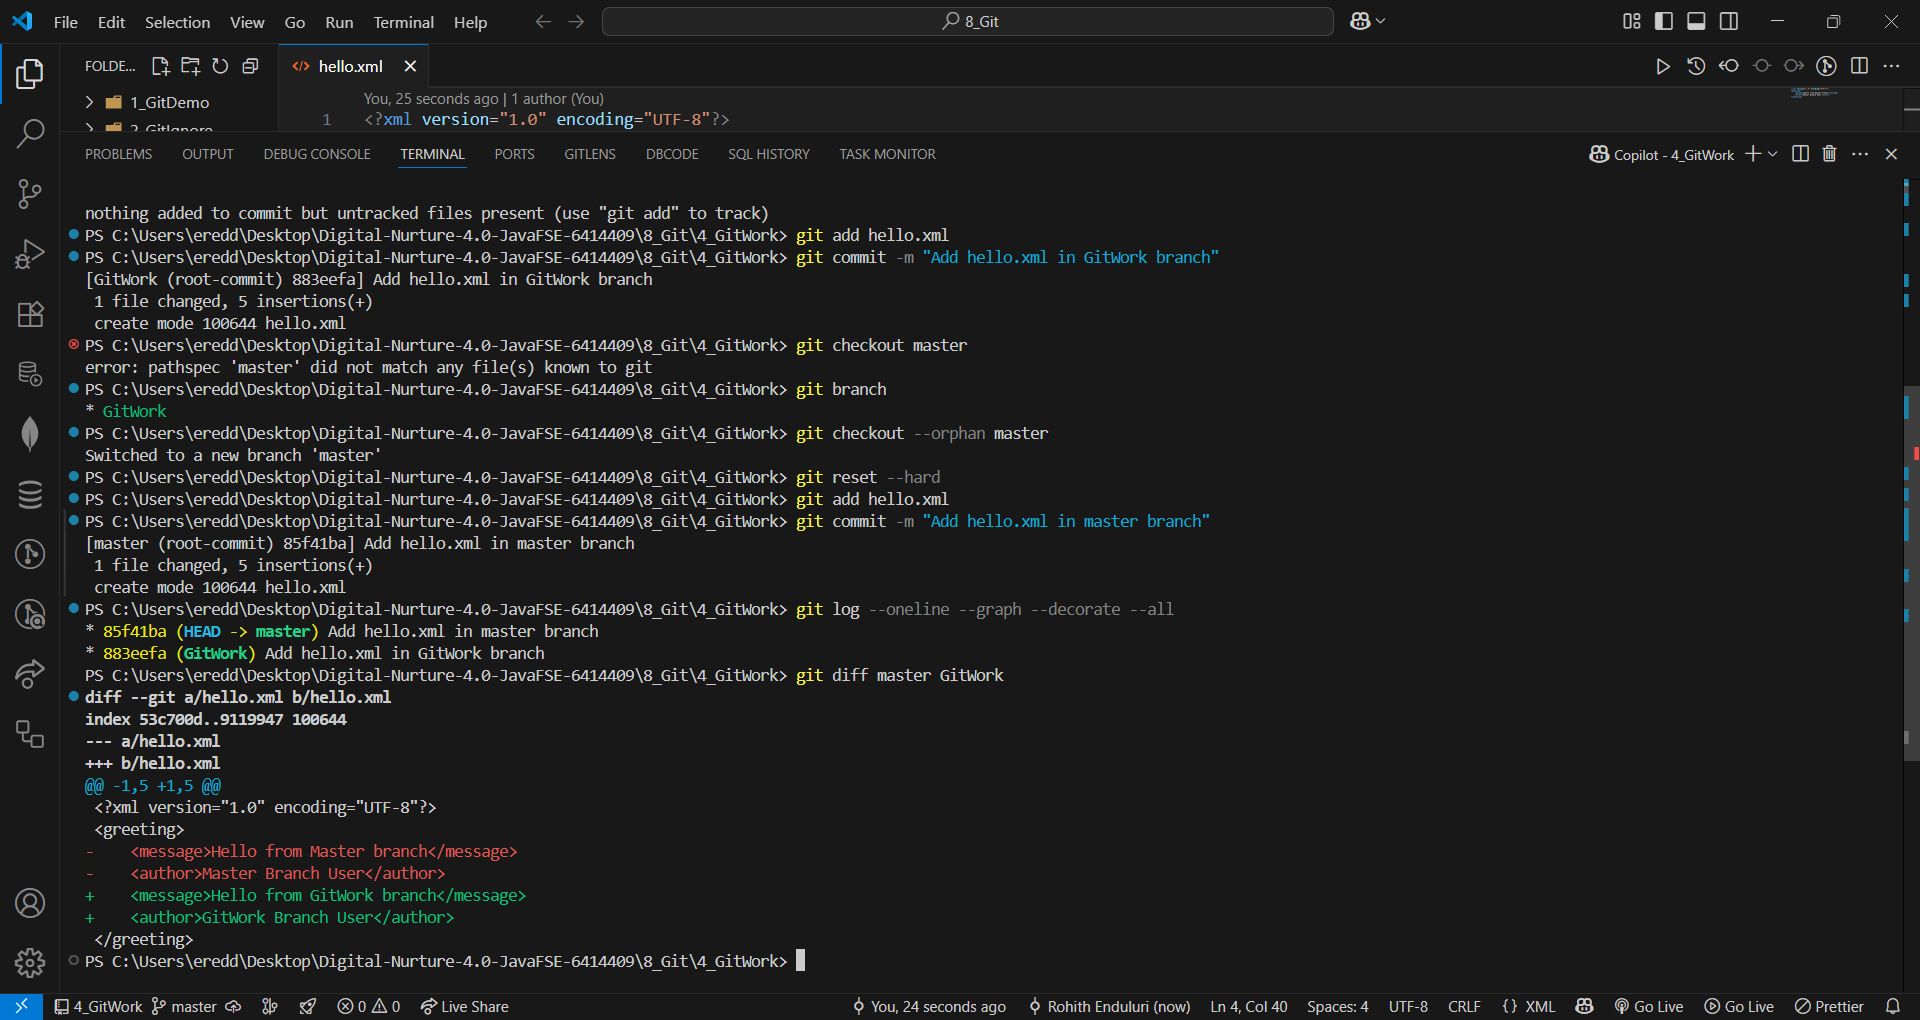 File Edit Selection View Go Run Terminal Help
8_Git
FOLDE...
hello.xml
1_GitDemo
You, 25 seconds ago | 1 author (You)
2_GitIgnore
1 <?xml version="1.0" encoding="UTF-8"?>
PROBLEMS OUTPUT DEBUG CONSOLE TERMINAL PORTS GITLENS DBCODE SQL HISTORY TASK MONITOR
Copilot - 4_GitWork
nothing added to commit but untracked files present (use "git add" to track)
PS C:\Users\eredd\Desktop\Digital-Nurture-4.0-JavaFSE-6414409\8_Git\4_GitWork> git add hello.xml
PS C:\Users\eredd\Desktop\Digital-Nurture-4.0-JavaFSE-6414409\8_Git\4_GitWork> git commit -m "Add hello.xml in GitWork branch"
[GitWork (root-commit) 883eefa] Add hello.xml in GitWork branch
1 file changed, 5 insertions(+)
create mode 100644 hello.xml
PS C:\Users\eredd\Desktop\Digital-Nurture-4.0-JavaFSE-6414409\8_Git\4_GitWork> git checkout master
error: pathspec 'master' did not match any file(s) known to git
PS C:\Users\eredd\Desktop\Digital-Nurture-4.0-JavaFSE-6414409\8_Git\4_GitWork> git branch
* GitWork
PS C:\Users\eredd\Desktop\Digital-Nurture-4.0-JavaFSE-6414409\8_Git\4_GitWork> git checkout --orphan master
Switched to a new branch 'master'
PS C:\Users\eredd\Desktop\Digital-Nurture-4.0-JavaFSE-6414409\8_Git\4_GitWork> git reset --hard
PS C:\Users\eredd\Desktop\Digital-Nurture-4.0-JavaFSE-6414409\8_Git\4_GitWork> git add hello.xml
PS C:\Users\eredd\Desktop\Digital-Nurture-4.0-JavaFSE-6414409\8_Git\4_GitWork> git commit -m "Add hello.xml in master branch"
[master (root-commit) 85f41ba] Add hello.xml in master branch
1 file changed, 5 insertions(+)
create mode 100644 hello.xml
PS C:\Users\eredd\Desktop\Digital-Nurture-4.0-JavaFSE-6414409\8_Git\4_GitWork> git log --oneline --graph --decorate --all
* 85f41ba (HEAD -> master) Add hello.xml in master branch
* 883eefa (GitWork) Add hello.xml in GitWork branch
PS C:\Users\eredd\Desktop\Digital-Nurture-4.0-JavaFSE-6414409\8_Git\4_GitWork> git diff master GitWork
diff --git a/hello.xml b/hello.xml
index 53c700d..9119947 100644
--- a/hello.xml
+++ b/hello.xml
@@ -1,5 +1,5 @@
<?xml version="1.0" encoding="UTF-8"?>
<greeting>
-    <message>Hello from Master branch</message>
-    <author>Master Branch User</author>
+    <message>Hello from GitWork branch</message>
+    <author>GitWork Branch User</author>
</greeting>
PS C:\Users\eredd\Desktop\Digital-Nurture-4.0-JavaFSE-6414409\8_Git\4_GitWork>
4_GitWork master 0 0 Live Share You, 24 seconds ago Rohith Enduluri (now) Ln 4, Col 40 Spaces: 4 UTF-8 CRLF {} XML Go Live Go Live Prettier